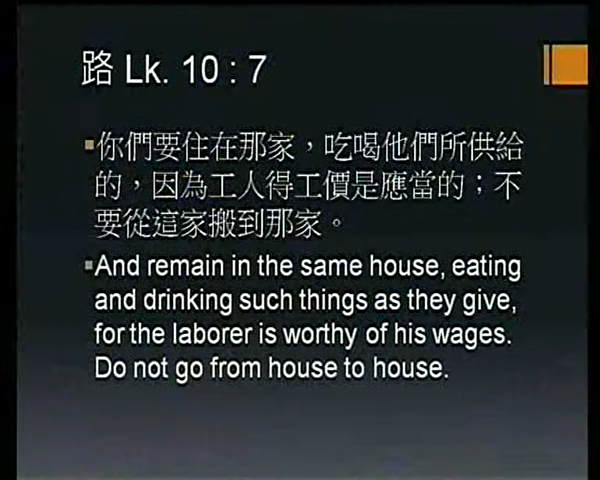 路 Lk. 10 : 7
你們要住在那家，吃喝他們所供給
的，因為工人得工價是應當的；不
要從這家搬到那家。
And remain in the same house, eating
and drinking such things as they give,
for the laborer is worthy of his wages.
Do not go from house to house.